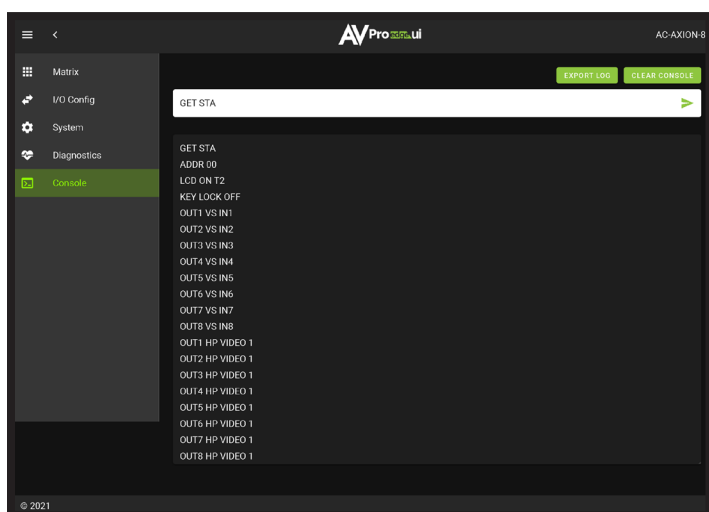 AVPro edge.ui
AC-AXION-8
Matrix
I/O Config
System
Diagnostics
Console
EXPORT LOG
CLEAR CONSOLE
GET STA
GET STA
ADDR 00
LCD ON T2
KEY LOCK OFF
OUT1 VS IN1
OUT2 VS IN2
OUT3 VS IN3
OUT4 VS IN4
OUT5 VS IN5
OUT6 VS IN6
OUT7 VS IN7
OUT8 VS IN8
OUT1 HP VIDEO 1
OUT2 HP VIDEO 1
OUT3 HP VIDEO 1
OUT4 HP VIDEO 1
OUT5 HP VIDEO 1
OUT6 HP VIDEO 1
OUT7 HP VIDEO 1
OUT8 HP VIDEO 1
© 2021